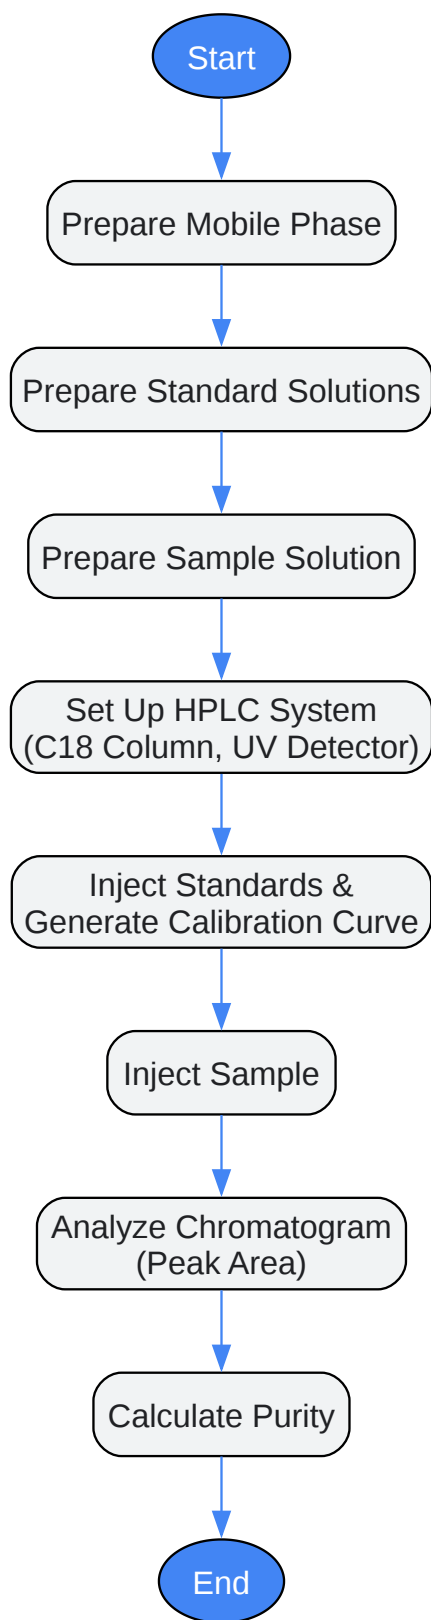 Start
Prepare Mobile Phase
Prepare Standard Solutions
Prepare Sample Solution
Set Up HPLC System
(C18 Column, UV Detector)
Inject Standards &
Generate Calibration Curve
Inject Sample
Analyze Chromatogram
(Peak Area)
Calculate Purity
End